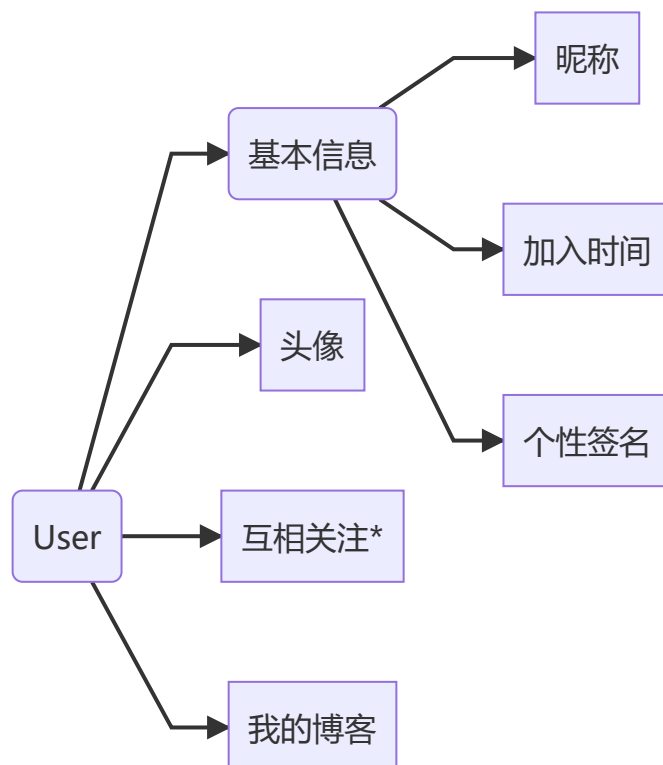 昵称
基本信息
加入时间
头像
个性签名
User
互相关注*
我的博客